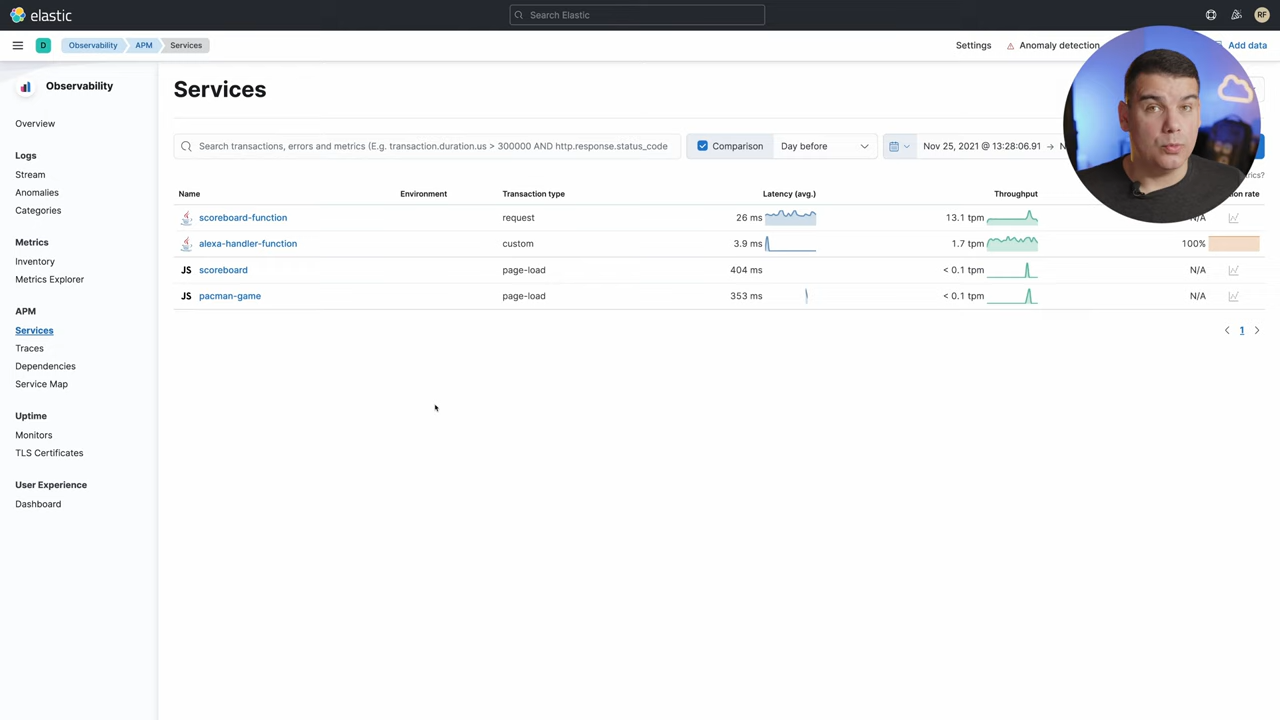 elastic
Search Elastic
RF
D
Observability
APM
Services
Settings
Anomaly detection
Add data
Observability
Overview
Logs
Stream
Anomalies
Categories
Metrics
Inventory
Metrics Explorer
APM
Services
Traces
Dependencies
Service Map
Uptime
Monitors
TLS Certificates
User Experience
Dashboard
Services
Search transactions, errors and metrics (E.g. transaction.duration.us > 300000 AND http.response.status_code
Comparison
Day before
Nov 25, 2021 @ 13:28:06.91 →
Name Environment Transaction type Latency (avg.) Throughput rate
scoreboard-function request 26 ms 13.1 tpm N/A
alexa-handler-function custom 3.9 ms 1.7 tpm 100%
JS scoreboard page-load 404 ms < 0.1 tpm N/A
JS pacman-game page-load 353 ms < 0.1 tpm N/A
1